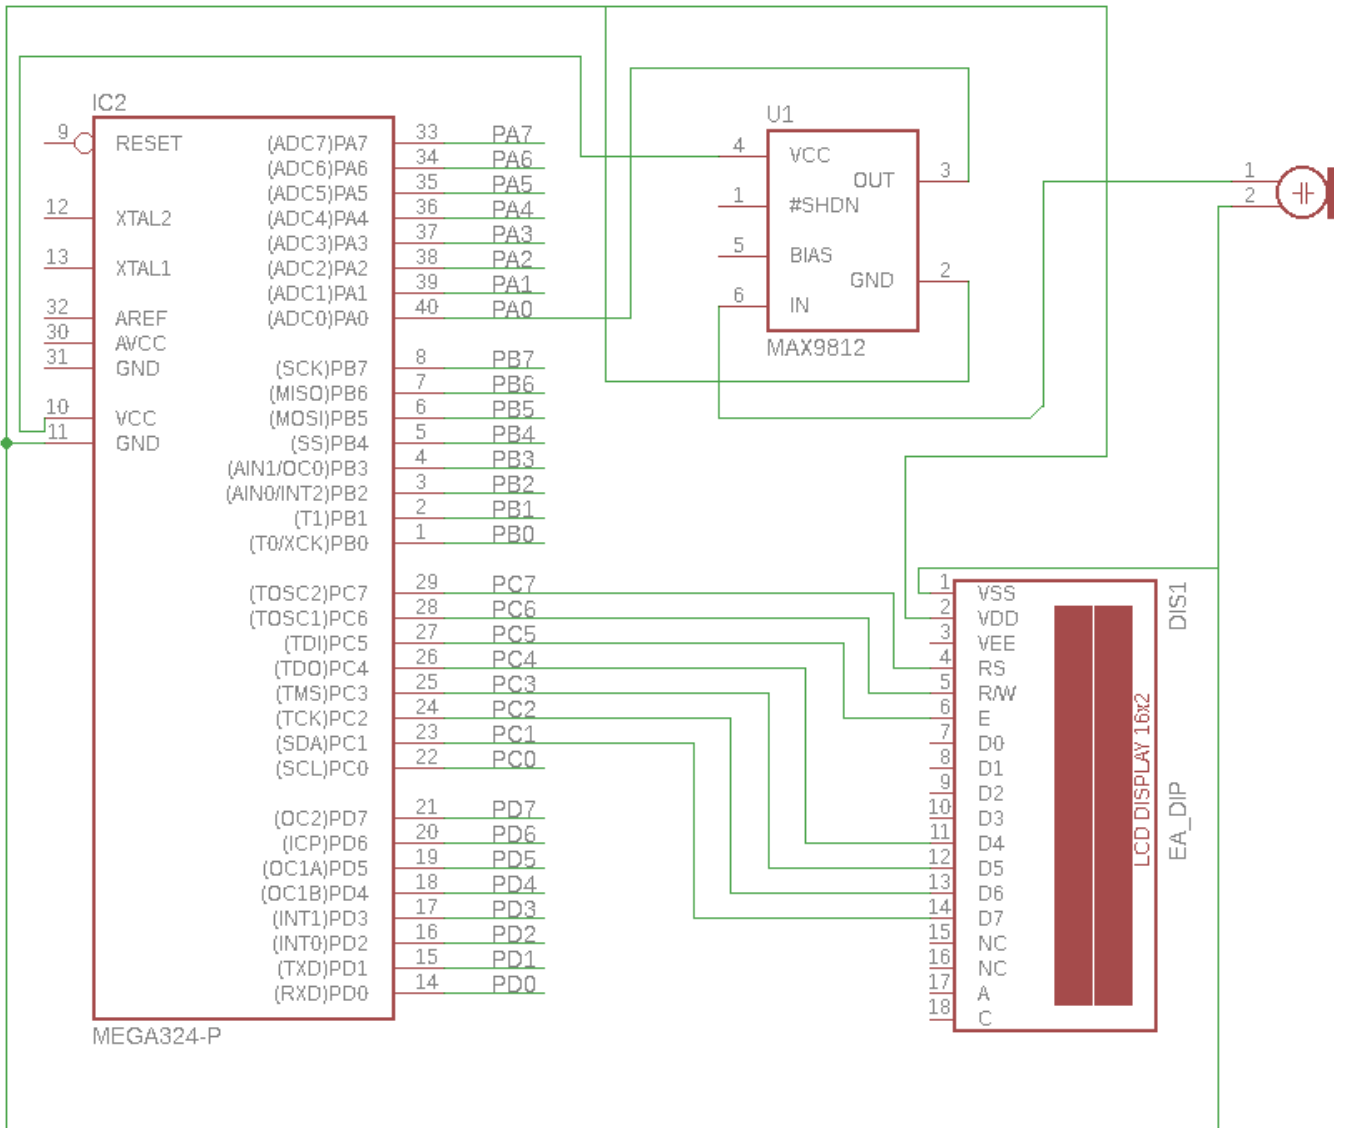 IC2
9 RESET (ADC7)PA7 33 PA7
(ADC6)PA6 34 PA6
(ADC5)PA5 35 PA5
12 XTAL2 (ADC4)PA4 36 PA4
(ADC3)PA3 37 PA3
13 XTAL1 (ADC2)PA2 38 PA2
(ADC1)PA1 39 PA1
32 AREF (ADC0)PA0 40 PA0
30 AVCC
31 GND (SCK)PB7 8 PB7
(MISO)PB6 7 PB6
10 VCC (MOSI)PB5 6 PB5
11 GND (SS)PB4 5 PB4
(AIN1/OC0)PB3 4 PB3
(AIN0/INT2)PB2 3 PB2
(T1)PB1 2 PB1
(T0/XCK)PB0 1 PB0
(TOSC2)PC7 29 PC7
(TOSC1)PC6 28 PC6
(TDI)PC5 27 PC5
(TDO)PC4 26 PC4
(TMS)PC3 25 PC3
(TCK)PC2 24 PC2
(SDA)PC1 23 PC1
(SCL)PC0 22 PC0
(OC2)PD7 21 PD7
(ICP)PD6 20 PD6
(OC1A)PD5 19 PD5
(OC1B)PD4 18 PD4
(INT1)PD3 17 PD3
(INT0)PD2 16 PD2
(TXD)PD1 15 PD1
(RXD)PD0 14 PD0
MEGA324-P
U1
4 VCC
OUT 3
1 #SHDN
5 BIAS
GND 2
6 IN
MAX9812
1
2
1 VSS
2 VDD
3 VEE
4 RS
5 R/W
6 E
7 D0
8 D1
9 D2
10 D3
11 D4
12 D5
13 D6
14 D7
15 NC
16 NC
17 A
18 C
LCD DISPLAY 16x2
DIS1
EA_DIP